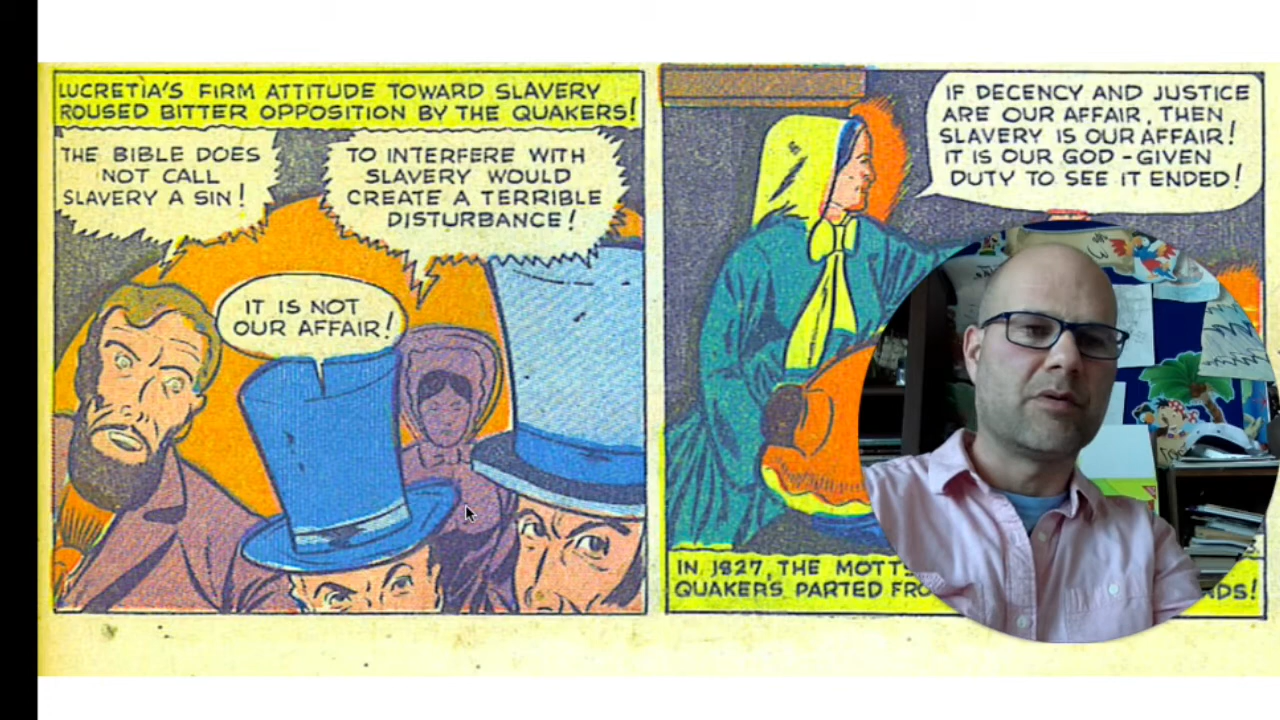 LUCRETIA'S FIRM ATTITUDE TOWARD SLAVERY
ROUSED BITTER OPPOSITION BY THE QUAKERS!
THE BIBLE DOES
NOT CALL
SLAVERY A SIN!
TO INTERFERE WITH
SLAVERY WOULD
CREATE A TERRIBLE
DISTURBANCE!
IT IS NOT
OUR AFFAIR!
IF DECENCY AND JUSTICE
ARE OUR AFFAIR, THEN
SLAVERY IS OUR AFFAIR!
IT IS OUR GOD-GIVEN
DUTY TO SEE IT ENDED!
IN 1827, THE MOTTS
QUAKERS PARTED FRO DS!